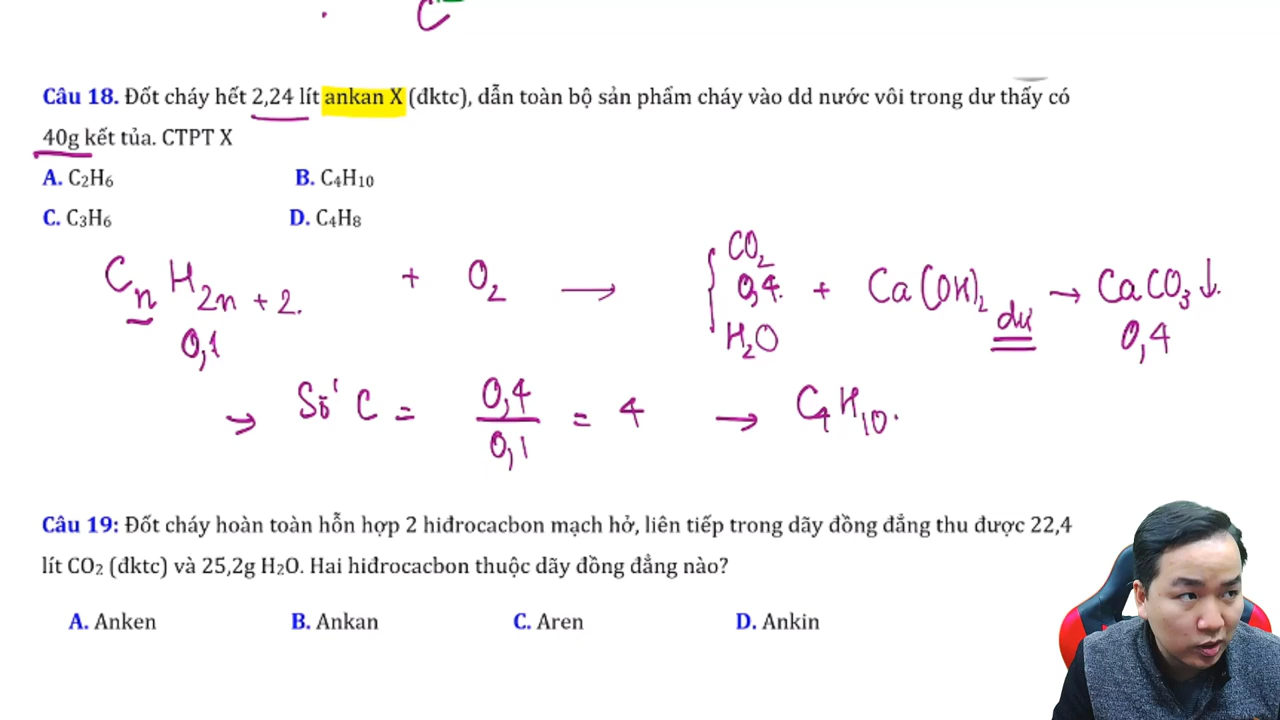 C
Câu 18. Đốt cháy hết 2,24 lít ankan X (đktc), dẫn toàn bộ sản phẩm cháy vào dd nước vôi trong dư thấy có
40g kết tủa. CTPT X
A. C₂H₆ B. C₄H₁₀
C. C₃H₆ D. C₄H₈
CnH2n+2 + O₂ → { CO₂ 0,4 H₂O + Ca(OH)₂ dư → CaCO₃↓
0,1 0,4
→ Số C = 0,4/0,1 = 4 → C₄H₁₀.
Câu 19: Đốt cháy hoàn toàn hỗn hợp 2 hiđrocacbon mạch hở, liên tiếp trong dãy đồng đẳng thu được 22,4
lít CO₂ (đktc) và 25,2g H₂O. Hai hiđrocacbon thuộc dãy đồng đẳng nào?
A. Anken B. Ankan C. Aren D. Ankin